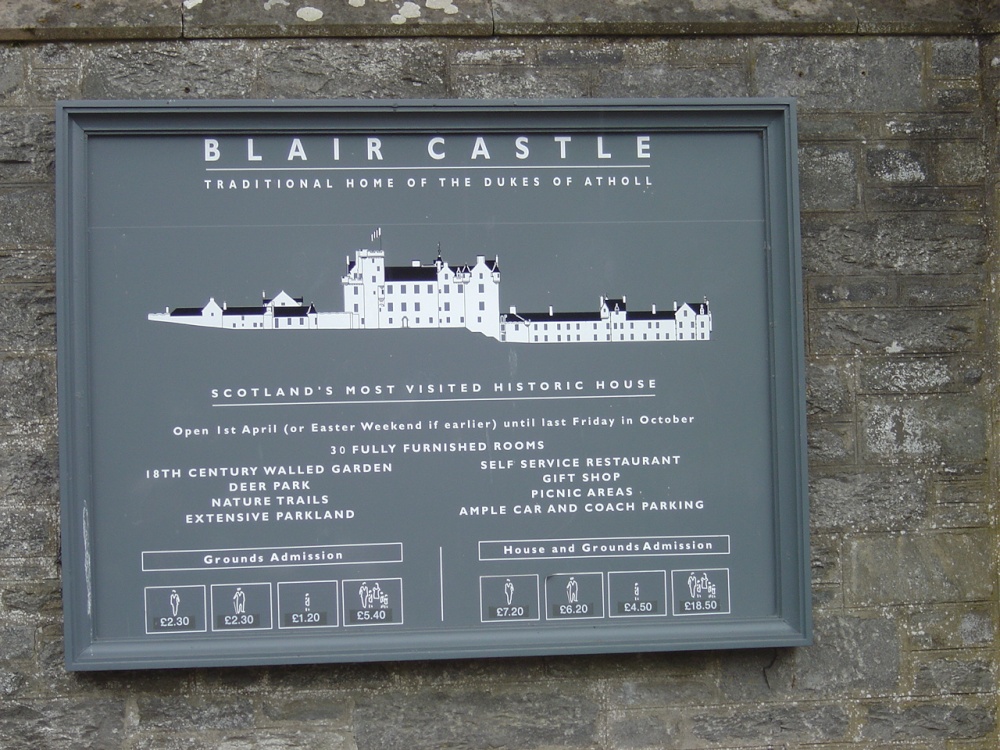 BLAIR CASTLE
TRADITIONAL HOME OF THE DUKES OF ATHOLL
SCOTLAND'S MOST VISITED HISTORIC HOUSE
Open 1st April (or Easter Weekend if earlier) until last Friday in October
30 FULLY FURNISHED ROOMS
18TH CENTURY WALLED GARDEN
DEER PARK
NATURE TRAILS
EXTENSIVE PARKLAND
SELF SERVICE RESTAURANT
GIFT SHOP
PICNIC AREAS
AMPLE CAR AND COACH PARKING
Grounds Admission
£2.30 £2.30 £1.20 £5.40
House and Grounds Admission
£7.20 £6.20 £4.50 £18.50